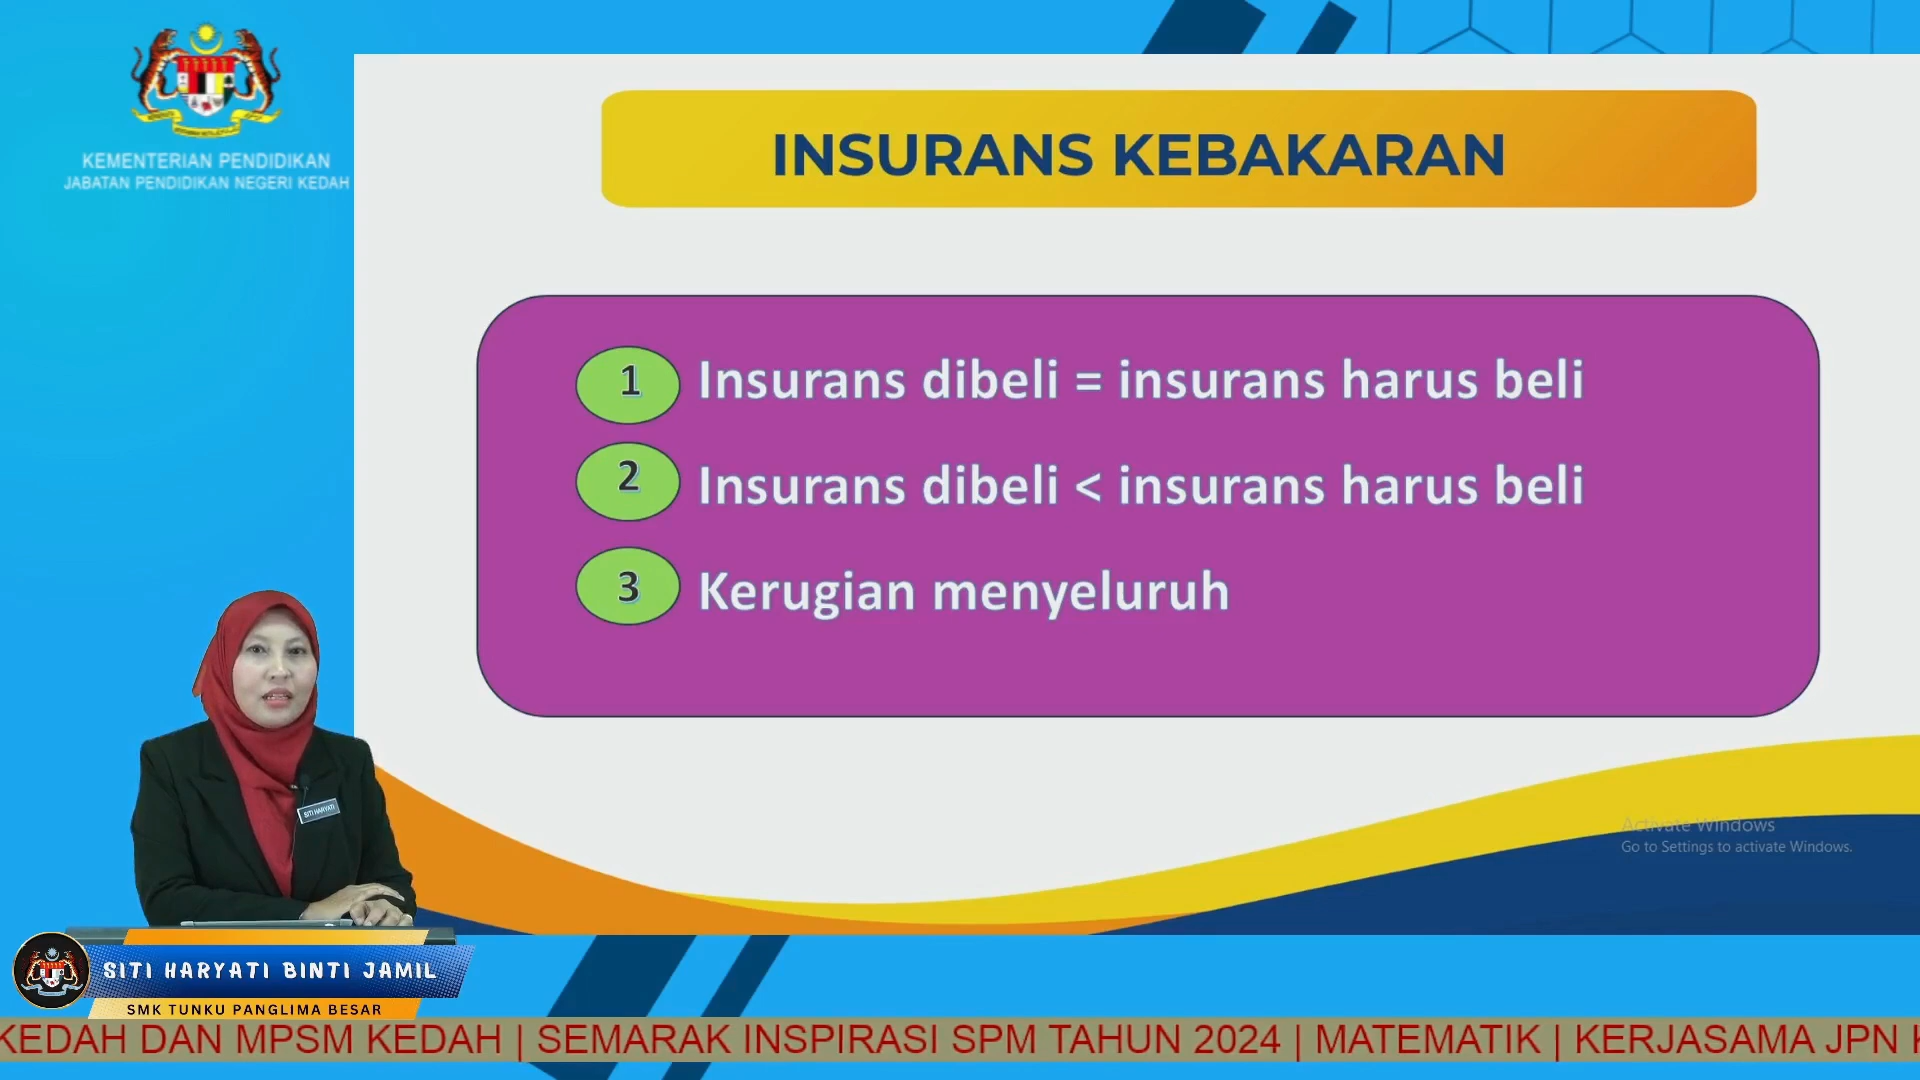 KEMENTERIAN PENDIDIKAN
JABATAN PENDIDIKAN NEGERI KEDAH
INSURANS KEBAKARAN
1 Insurans dibeli = insurans harus beli
2 Insurans dibeli < insurans harus beli
3 Kerugian menyeluruh
SITI HARYATI
Activate Windows
Go to Settings to activate Windows.
SITI HARYATI BINTI JAMIL
SMK TUNKU PANGLIMA BESAR
KEDAH DAN MPSM KEDAH | SEMARAK INSPIRASI SPM TAHUN 2024 | MATEMATIK | KERJASAMA JPN